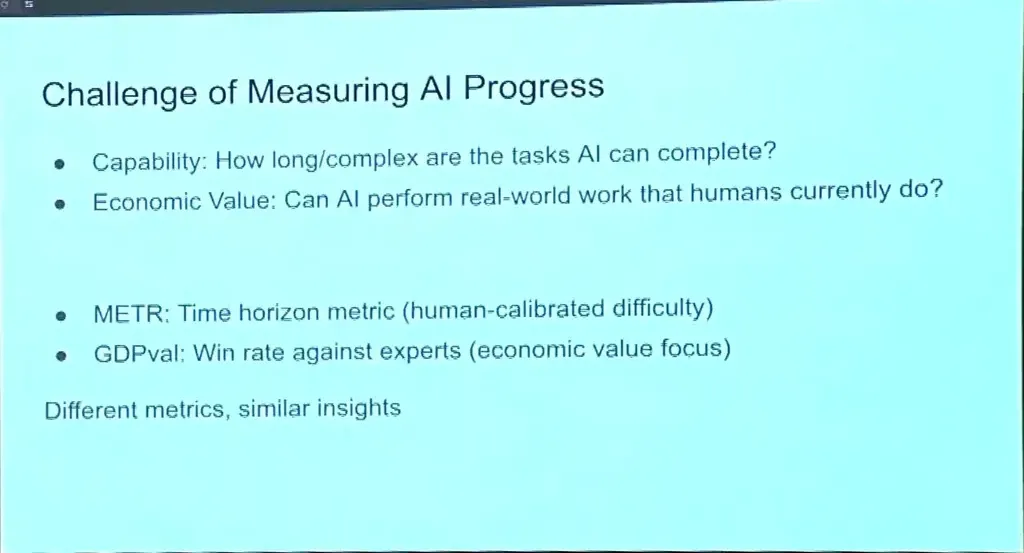 Challenge of Measuring AI Progress
● Capability: How long/complex are the tasks AI can complete?
● Economic Value: Can AI perform real-world work that humans currently do?
● METR: Time horizon metric (human-calibrated difficulty)
● GDPval: Win rate against experts (economic value focus)
Different metrics, similar insights